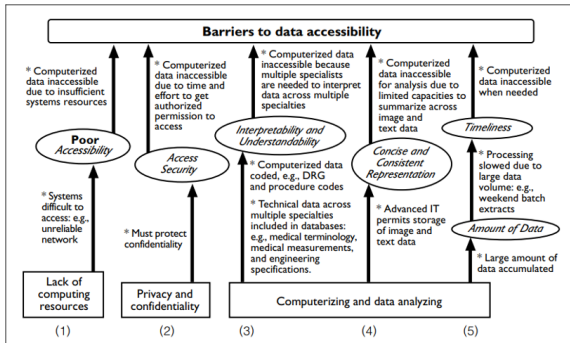 Barriers to data accessibility
* Computerized
data inaccessible
due to insufficient
systems resources
* Computerized
data inaccessible
due to time and
effort to get
authorized
permission to
access
* Computerized data
inaccessible because
multiple specialists
are needed to interpret
data across multiple
specialties
* Computerized
data inaccessible
for analysis due to
limited capacities to
summarize across
image and
text data
* Computerized
data inaccessible
when needed
Poor
Accessibility
Access
Security
Interpretability and
Understandability
Concise and
Consistent
Representation
Timeliness
* Systems
difficult to
access: e.g.,
unreliable
network
* Must protect
confidentiality
* Computerized data
coded, e.g., DRG
and procedure codes
* Technical data across
multiple specialties
included in databases:
e.g., medical terminology,
medical measurements,
and engineering
specifications.
* Advanced IT
permits storage
of image and
text data
* Processing
slowed due to
large data
volume: e.g.,
weekend batch
extracts
Amount of Data
* Large amount of
data accumulated
Lack of
computing
resources
Privacy and
confidentiality
Computerizing and data analyzing
(1)
(2)
(3)
(4)
(5)